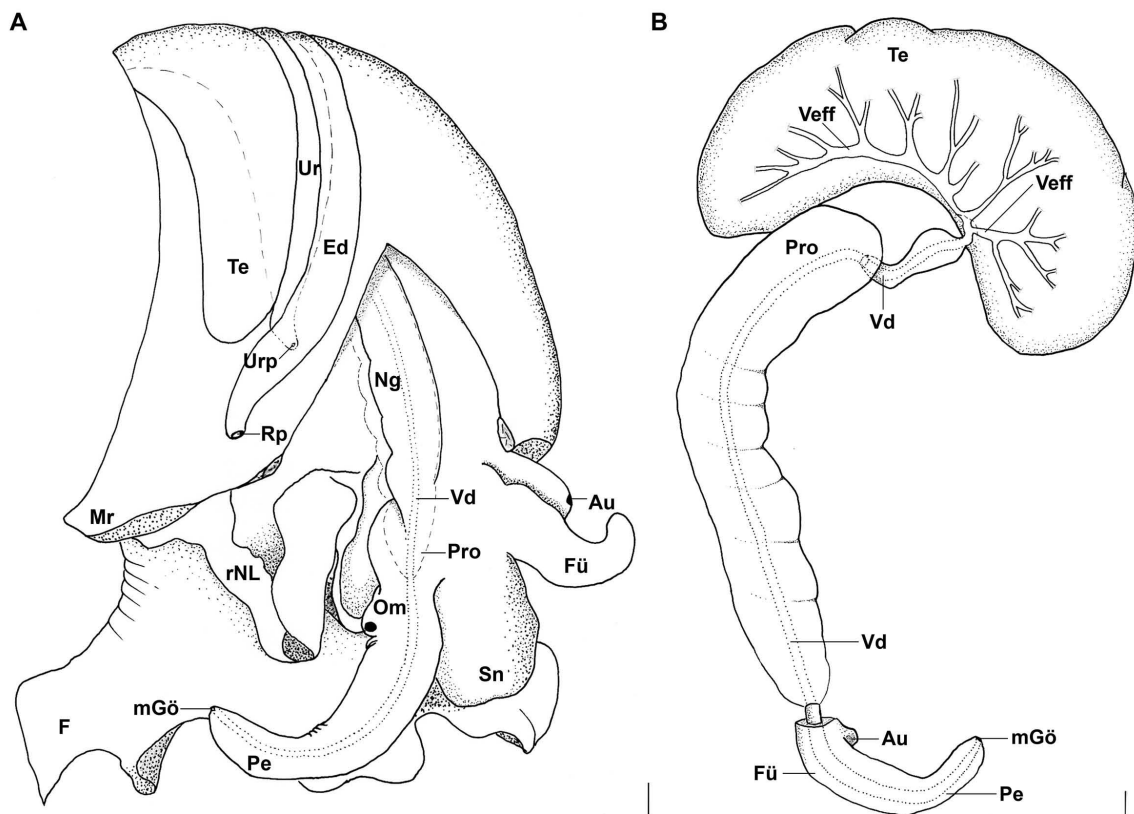 A
Ur
Ed
Te
Urp
Ng
Rp
Mr
Vd
Au
Pro
Fü
rNL
Om
Sn
mGö
F
Pe
B
Te
Veff
Veff
Pro
Vd
Vd
Au
mGö
Fü
Pe